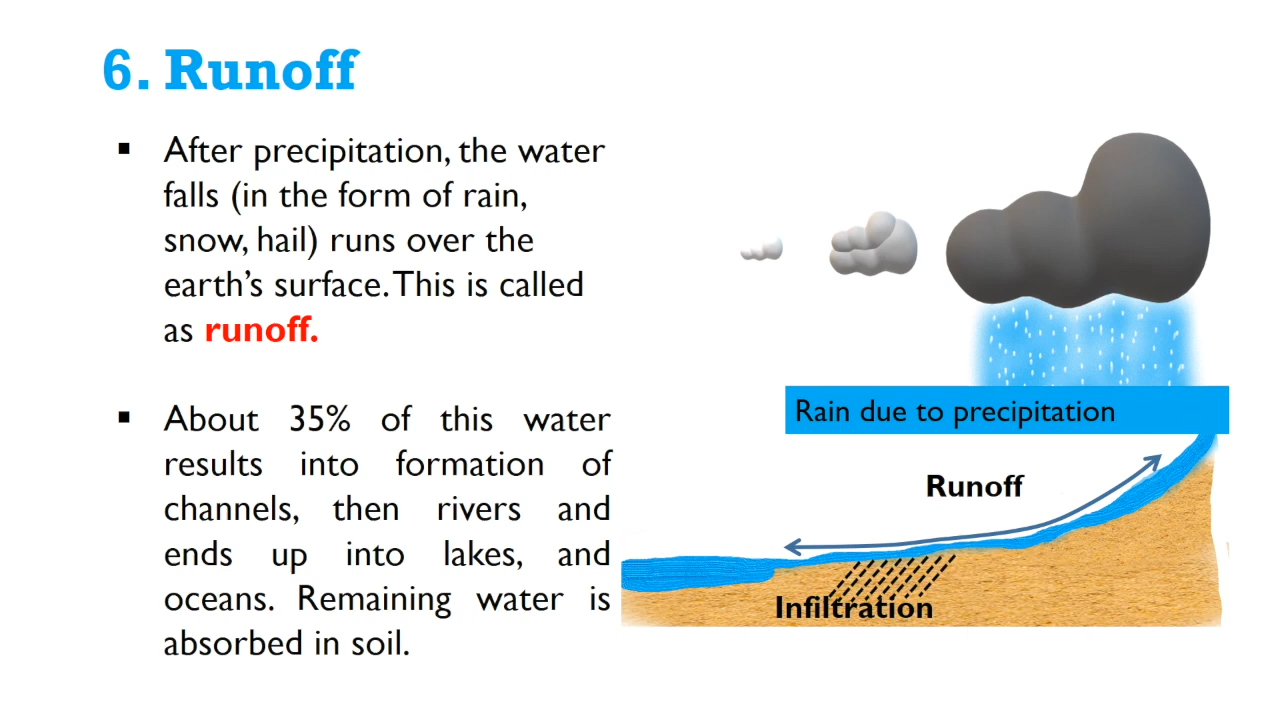 6. Runoff
▪ After precipitation, the water
falls (in the form of rain,
snow, hail) runs over the
earth’s surface. This is called
as runoff.
▪ About 35% of this water
results into formation of
channels, then rivers and
ends up into lakes, and
oceans. Remaining water is
absorbed in soil.
Rain due to precipitation
Runoff
Infiltration